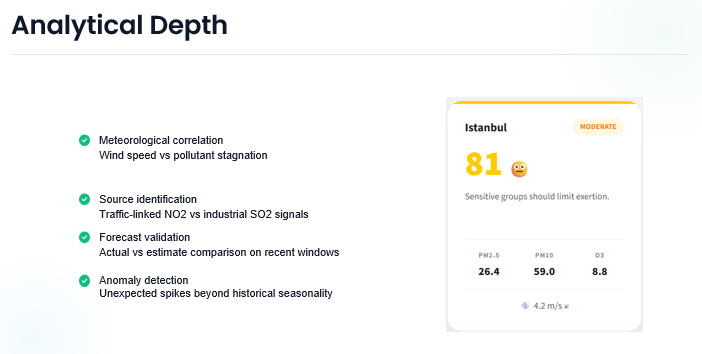 Analytical Depth
Meteorological correlation
Wind speed vs pollutant stagnation
Source identification
Traffic-linked NO2 vs industrial SO2 signals
Forecast validation
Actual vs estimate comparison on recent windows
Anomaly detection
Unexpected spikes beyond historical seasonality
Istanbul
MODERATE
81
Sensitive groups should limit exertion.
PM2.5 PM10 O3
26.4 59.0 8.8
4.2 m/s ↙